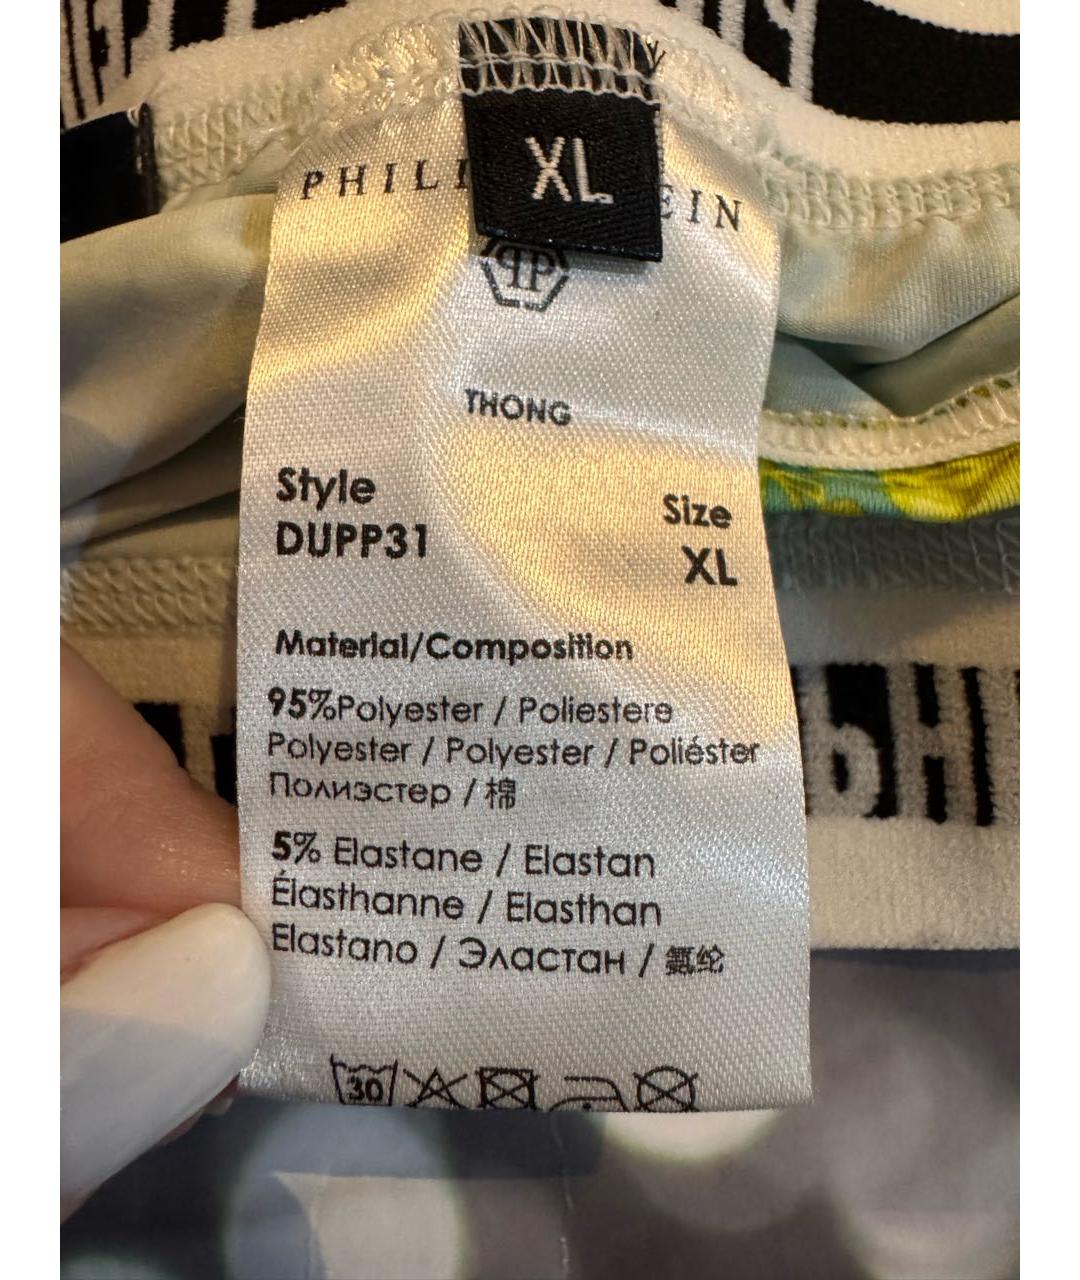 XL
PHILI EIN
THONG
Style
DUPP31
Size
XL
Material/Composition
95%Polyester / Poliestere
Polyester / Polyester / Poliéster
Полиэстер / 棉
5% Elastane / Elastan
Élasthanne / Elasthan
Elastano / Эластан / 氨纶
30